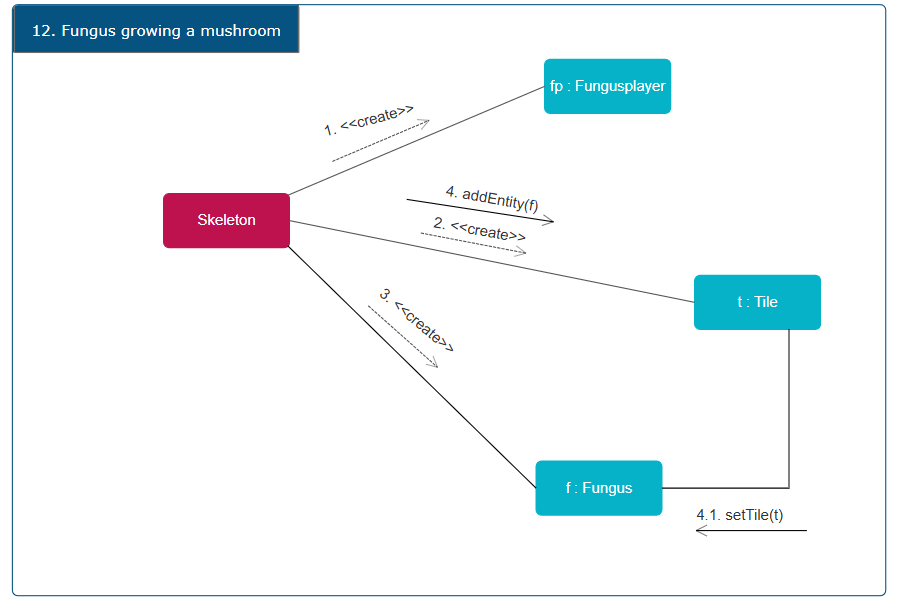 12. Fungus growing a mushroom
fp : Fungusplayer
1. <<create>>
4. addEntity(f)
Skeleton
2. <<create>>
t : Tile
3. <<create>>
f : Fungus
4.1. setTile(t)